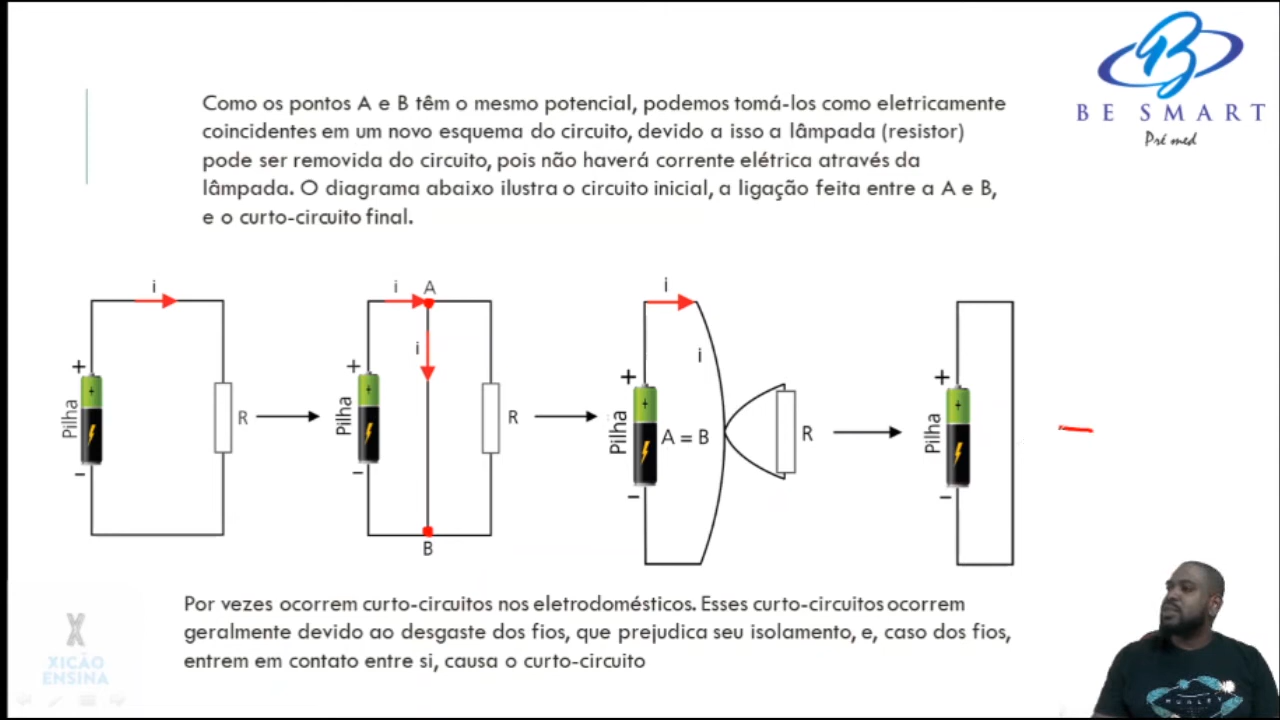 BE SMART
Pré med
Como os pontos A e B têm o mesmo potencial, podemos tomá-los como eletricamente
coincidentes em um novo esquema do circuito, devido a isso a lâmpada (resistor)
pode ser removida do circuito, pois não haverá corrente elétrica através da
lâmpada. O diagrama abaixo ilustra o circuito inicial, a ligação feita entre a A e B,
e o curto-circuito final.
i
+
Pilha
−
R
i A
i
+
Pilha
−
R
B
i
i
+
Pilha
A = B
−
R
+
Pilha
−
Por vezes ocorrem curto-circuitos nos eletrodomésticos. Esses curto-circuitos ocorrem
geralmente devido ao desgaste dos fios, que prejudica seu isolamento, e, caso dos fios,
entrem em contato entre si, causa o curto-circuito
XICÃO
ENSINA
HURLEY